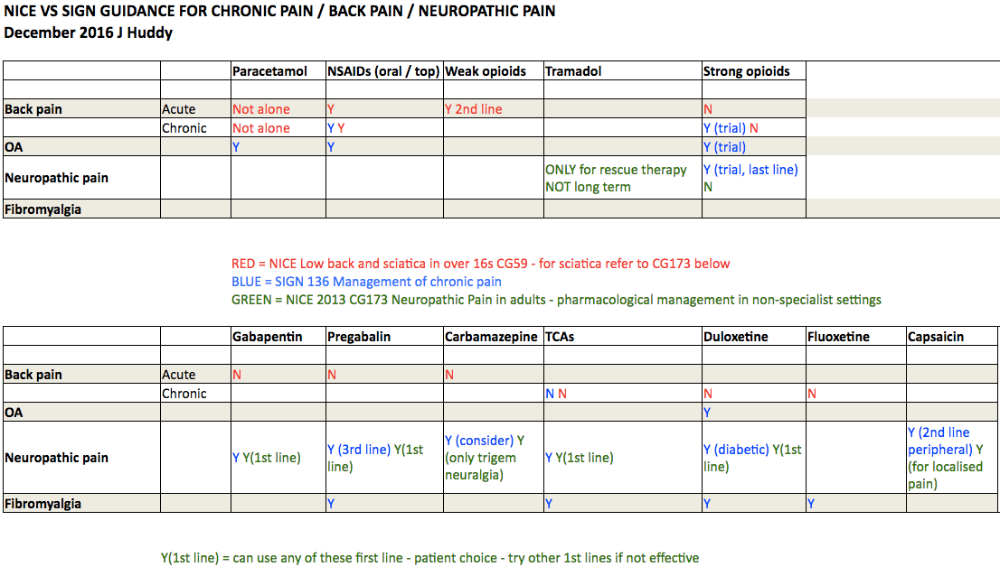 NICE VS SIGN GUIDANCE FOR CHRONIC PAIN / BACK PAIN / NEUROPATHIC PAIN
December 2016 J Huddy
Paracetamol NSAIDs (oral / top) Weak opioids Tramadol Strong opioids
Back pain Acute Not alone Y Y 2nd line N
Chronic Not alone Y Y Y (trial) N
OA Y Y Y (trial)
Neuropathic pain ONLY for rescue therapy Y (trial, last line)
NOT long term N
Fibromyalgia
RED = NICE Low back and sciatica in over 16s CG59 - for sciatica refer to CG173 below
BLUE = SIGN 136 Management of chronic pain
GREEN = NICE 2013 CG173 Neuropathic Pain in adults - pharmacological management in non-specialist settings
Gabapentin Pregabalin Carbamazepine TCAs Duloxetine Fluoxetine Capsaicin
Back pain Acute N N N
Chronic N N N N
OA Y
Neuropathic pain
Y Y(1st line)
Y (3rd line) Y(1st
line)
Y (consider) Y
(only trigem
neuralgia)
Y Y(1st line)
Y (diabetic) Y(1st
line)
Y (2nd line
peripheral) Y
(for localised
pain)
Fibromyalgia Y Y Y Y
Y(1st line) = can use any of these first line - patient choice - try other 1st lines if not effective